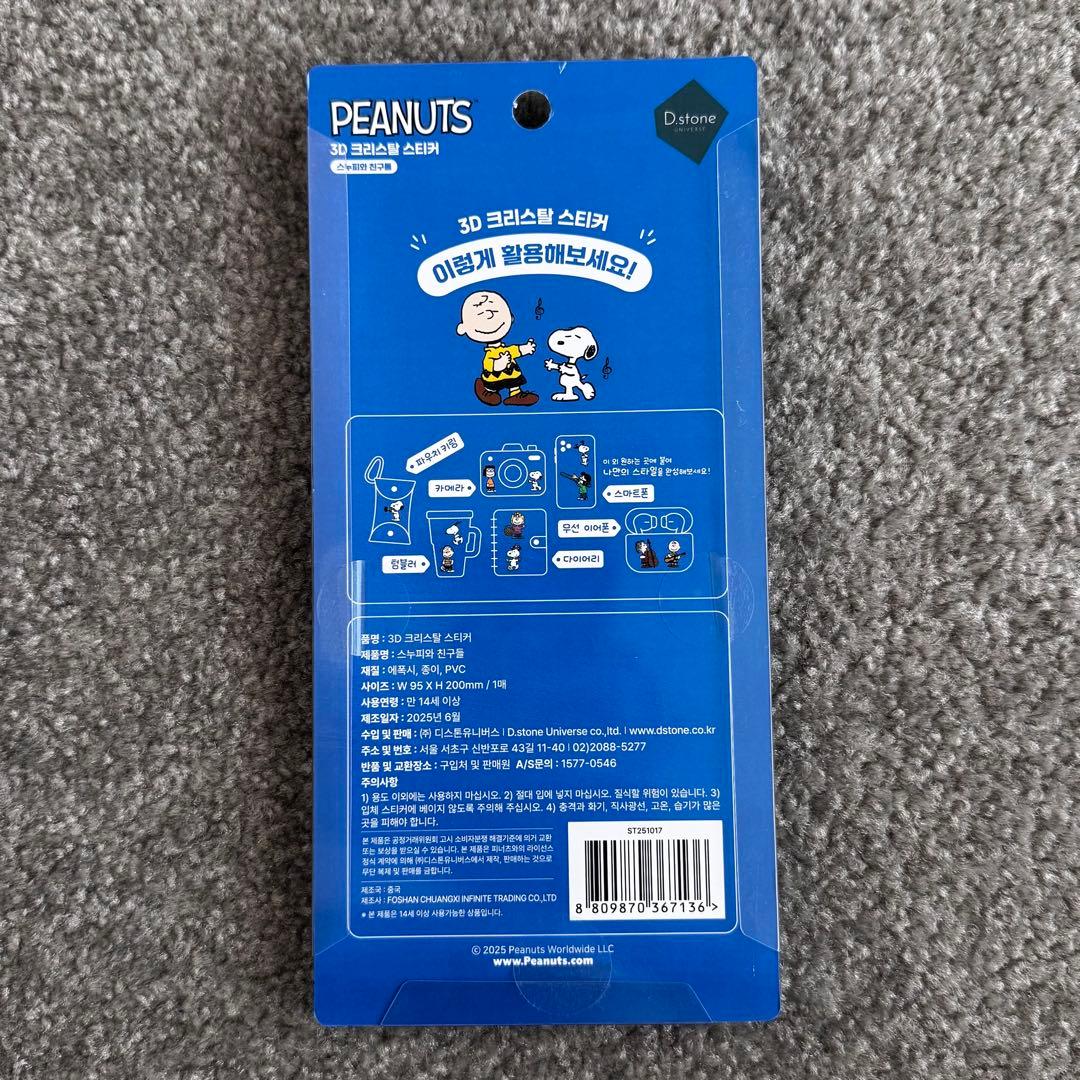 PEANUTS
3D 크리스탈 스티커
스누피와 친구들
D.stone
UNIVERSE
3D 크리스탈 스티커
이렇게 활용해보세요!
파우치 키링
카메라
이 외 원하는 곳에 붙여
나만의 스타일을 완성해보세요!
스마트폰
무선 이어폰
텀블러
다이어리
품명 : 3D 크리스탈 스티커
제품명 : 스누피와 친구들
재질 : 에폭시, 종이, PVC
사이즈 : W 95 X H 200mm / 1매
사용연령 : 만 14세 이상
제조일자 : 2025년 6월
수입 및 판매 : ㈜ 디스톤유니버스 I D.stone Universe co.,ltd. I www.dstone.co.kr
주소 및 번호 : 서울 서초구 신반포로 43길 11-40 I 02)2088-5277
반품 및 교환장소 : 구입처 및 판매원 A/S문의 : 1577-0546
주의사항
1) 용도 이외에는 사용하지 마십시오. 2) 절대 입에 넣지 마십시오. 질식할 위험이 있습니다. 3)
입체 스티커에 베이지 않도록 주의해 주십시오. 4) 충격과 화기, 직사광선, 고온, 습기가 많은
곳을 피해야 합니다.
본 제품은 공정거래위원회 고시 소비자분쟁 해결기준에 의거 교환
또는 보상을 받으실 수 있습니다. 본 제품은 피너츠와의 라이선스
정식 계약에 의해 ㈜디스톤유니버스에서 제작, 판매하는 것으로
무단 복제 및 판매를 금합니다.
제조국 : 중국
제조사 : FOSHAN CHUANGXI INFINITE TRADING CO.,LTD
* 본 제품은 14세 이상 사용가능한 상품입니다.
ST251017
8 809870 367136 >
© 2025 Peanuts Worldwide LLC
www.Peanuts.com